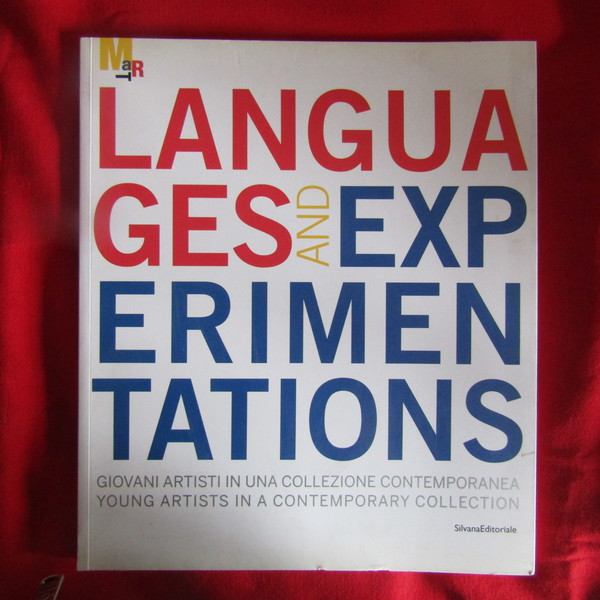 MaRT
LANGUA
GES AND EXP
ERIMEN
TATIONS
GIOVANI ARTISTI IN UNA COLLEZIONE CONTEMPORANEA
YOUNG ARTISTS IN A CONTEMPORARY COLLECTION
SilvanaEditoriale